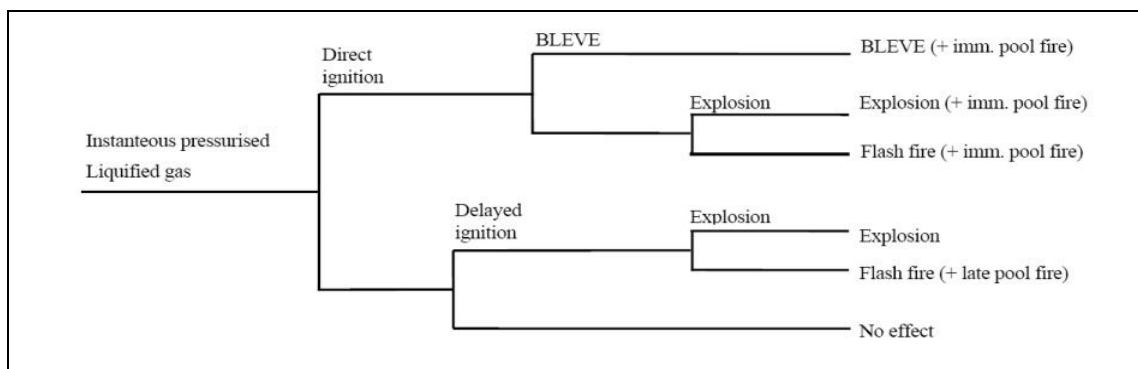 BLEVE
BLEVE (+ imm. pool fire)
Direct
ignition
Explosion
Explosion (+ imm. pool fire)
Instanteous pressurised
Liquified gas
Flash fire (+ imm. pool fire)
Delayed
ignition
Explosion
Explosion
Flash fire (+ late pool fire)
No effect